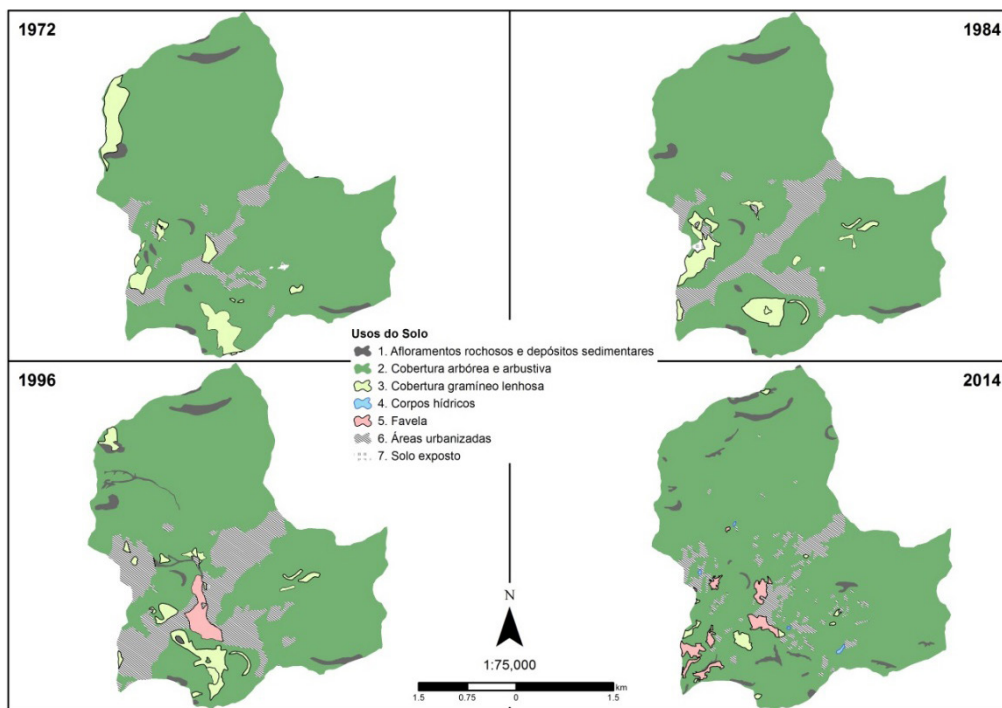 1972
1984
Usos do Solo
1. Afloramentos rochosos e depósitos sedimentares
2. Cobertura arbórea e arbustiva
3. Cobertura gramíneo lenhosa
4. Corpos hídricos
5. Favela
6. Áreas urbanizadas
7. Solo exposto
1996
2014
N
1:75,000
1.5 0.75 0 1.5 km